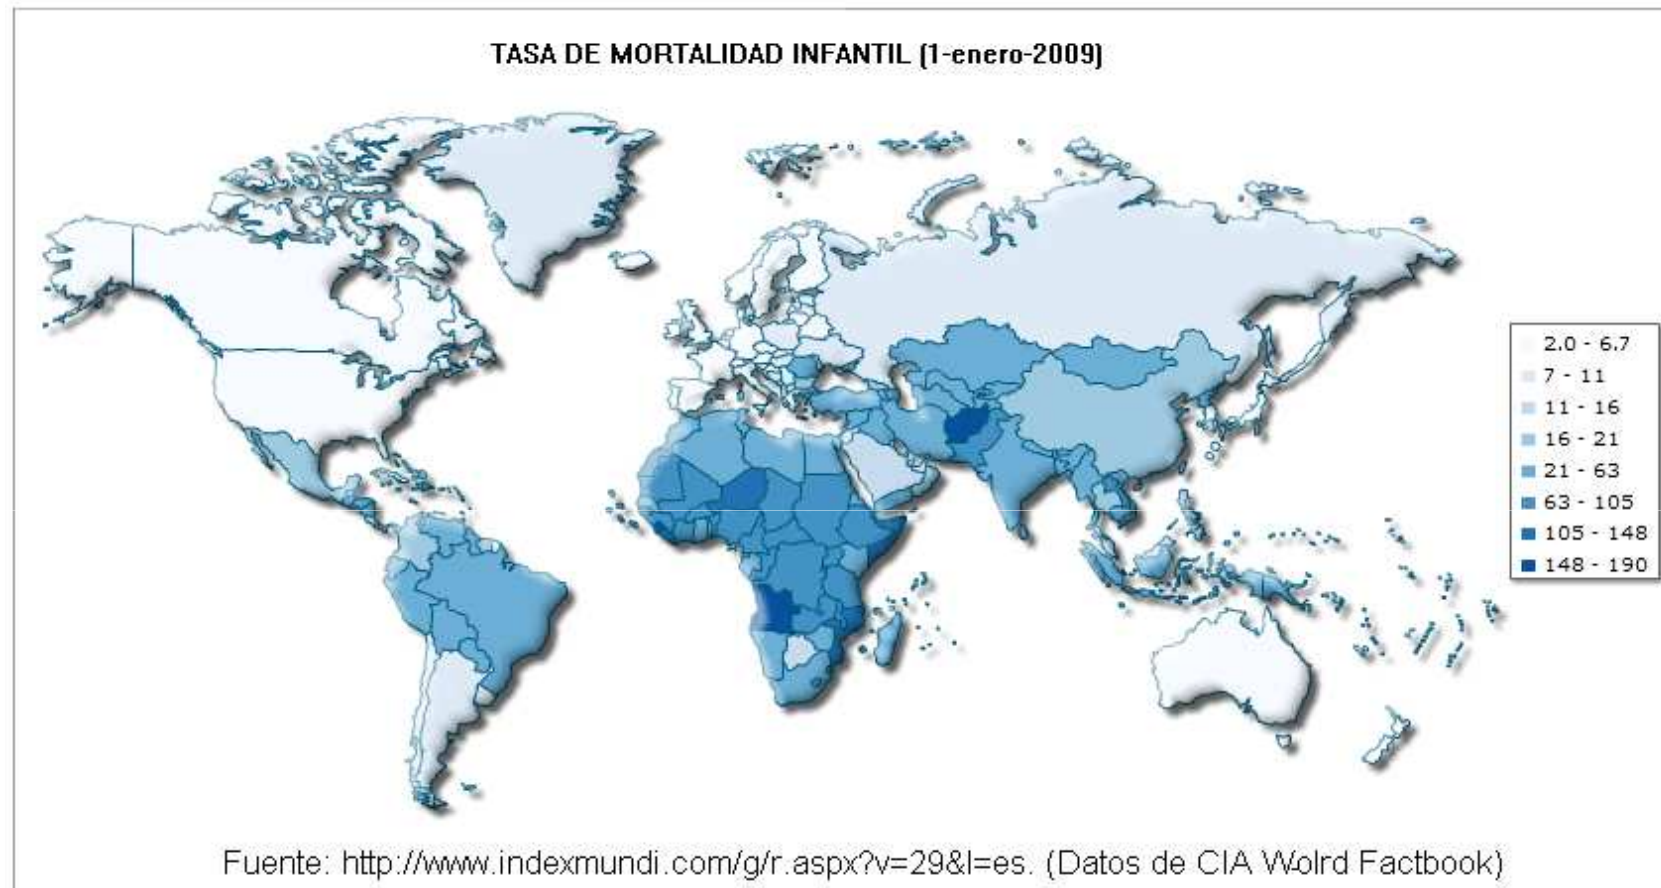 TASA DE MORTALIDAD INFANTIL (1-enero-2009)
2.0 - 6.7
7 - 11
11 - 16
16 - 21
21 - 63
63 - 105
105 - 148
148 - 190
Fuente: http://www.indexmundi.com/g/r.aspx?v=29&l=es. (Datos de CIA Wolrd Factbook)